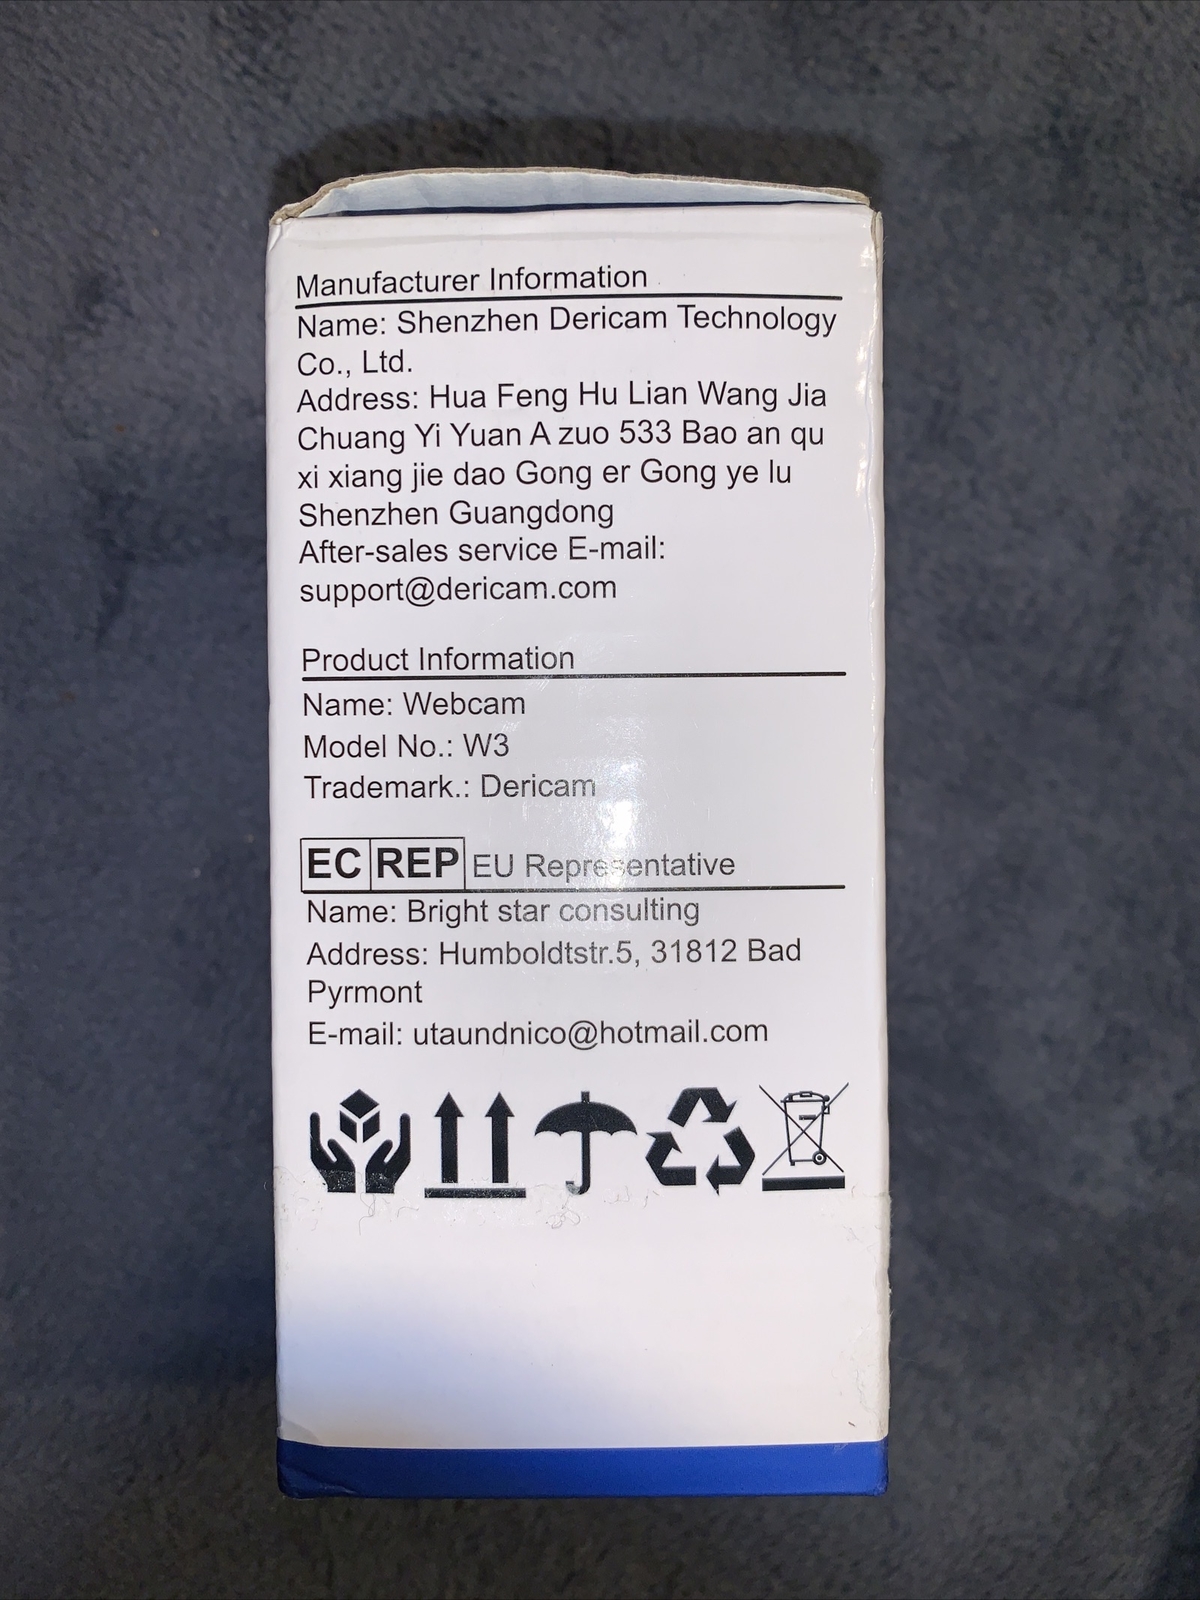 Manufacturer Information
Name: Shenzhen Dericam Technology
Co., Ltd.
Address: Hua Feng Hu Lian Wang Jia
Chuang Yi Yuan A zuo 533 Bao an qu
xi xiang jie dao Gong er Gong ye lu
Shenzhen Guangdong
After-sales service E-mail:
support@dericam.com
Product Information
Name: Webcam
Model No.: W3
Trademark.: Dericam
EC REP EU Representative
Name: Bright star consulting
Address: Humboldtstr.5, 31812 Bad
Pyrmont
E-mail: utaundnico@hotmail.com